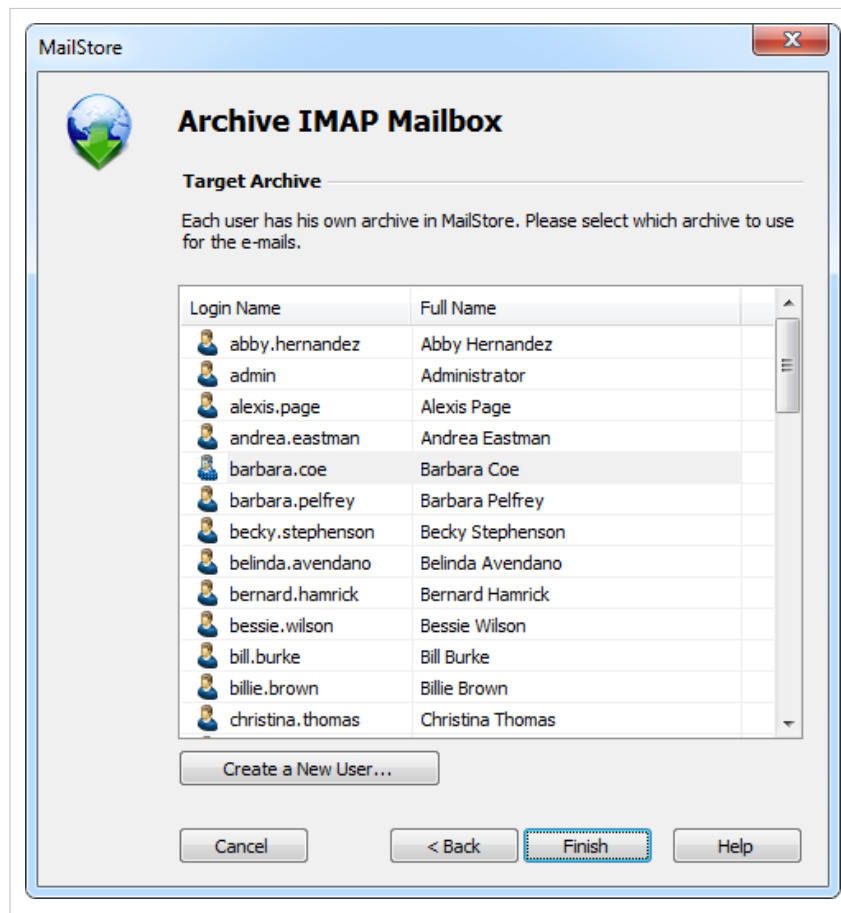 MailStore
Archive IMAP Mailbox
Target Archive
Each user has his own archive in MailStore. Please select which archive to use
for the e-mails.
Login Name Full Name
abby.hernandez Abby Hernandez
admin Administrator
alexis.page Alexis Page
andrea.eastman Andrea Eastman
barbara.coe Barbara Coe
barbara.pelfrey Barbara Pelfrey
becky.stephenson Becky Stephenson
belinda.avendano Belinda Avendano
bernard.hamrick Bernard Hamrick
bessie.wilson Bessie Wilson
bill.burke Bill Burke
billie.brown Billie Brown
christina.thomas Christina Thomas
Create a New User...
Cancel < Back Finish Help